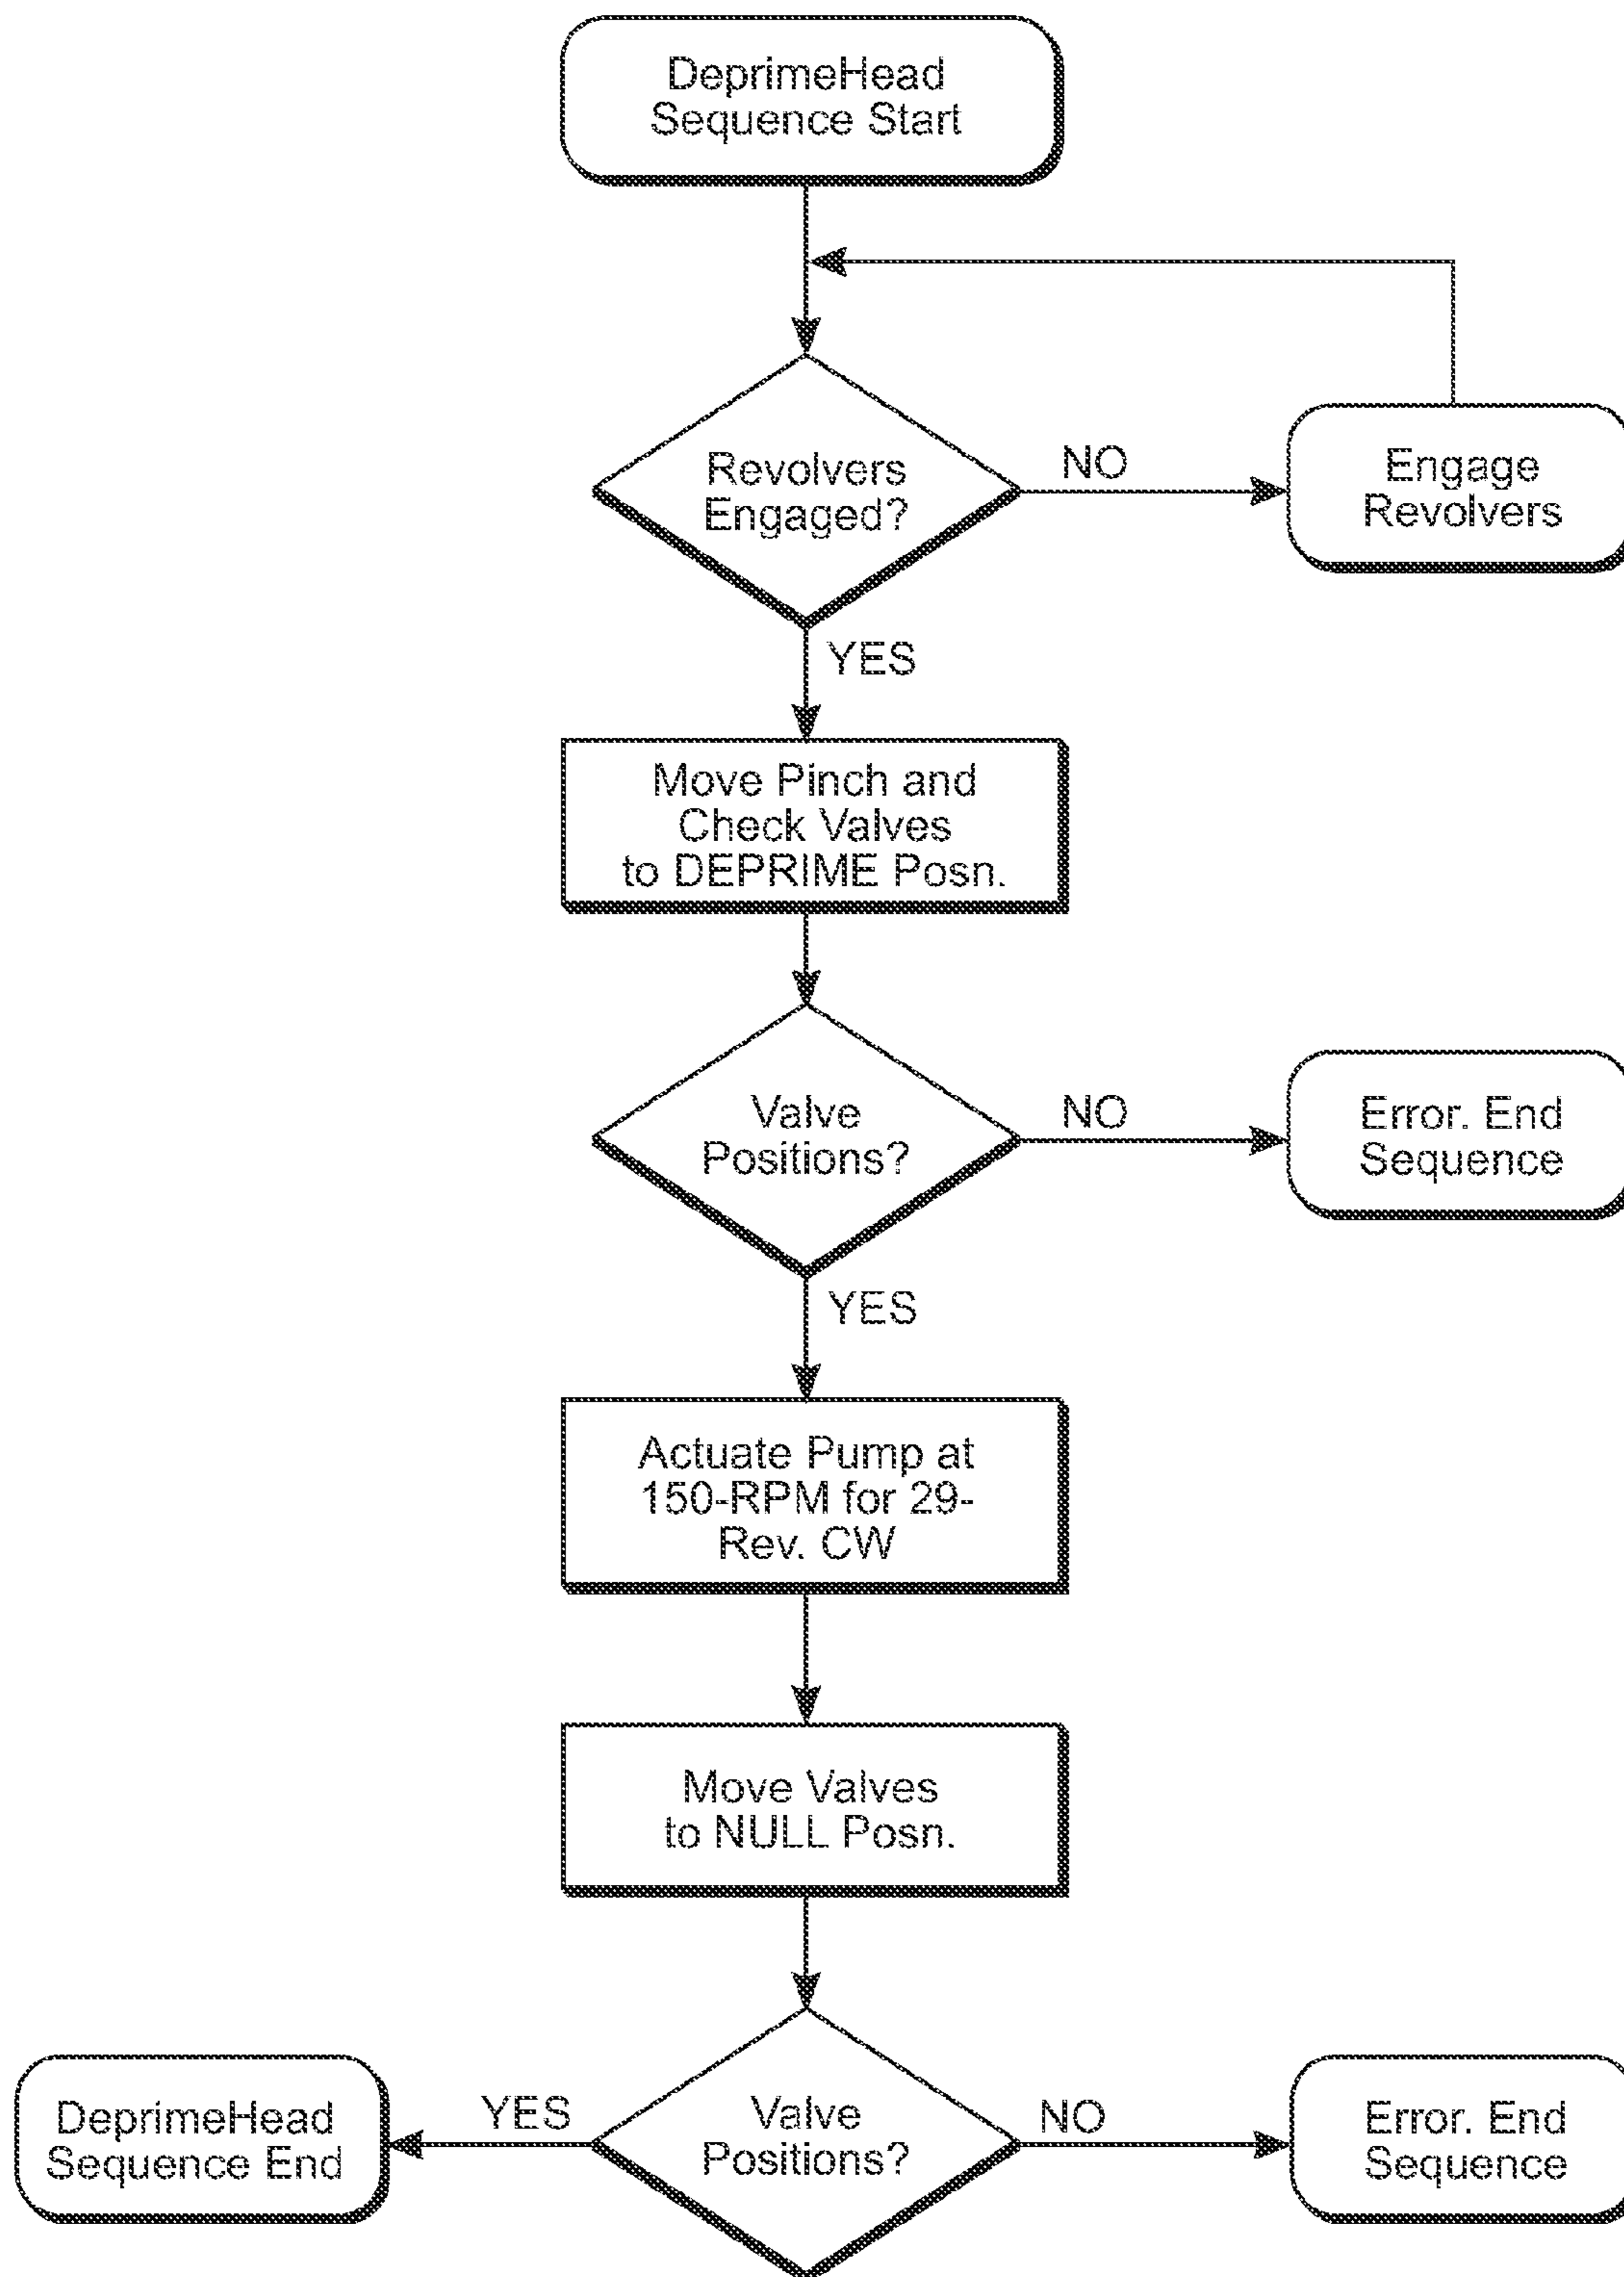 DeprimeHead
Sequence Start
Revolvers
Engaged?
NO
Engage
Revolvers
YES
Move Pinch and
Check Valves
to DEPRIME Posn.
Valve
Positions?
NO
Error. End
Sequence
YES
Actuate Pump at
150-RPM for 29-
Rev. CW
Move Valves
to NULL Posn.
DeprimeHead
Sequence End
YES
Valve
Positions?
NO
Error. End
Sequence